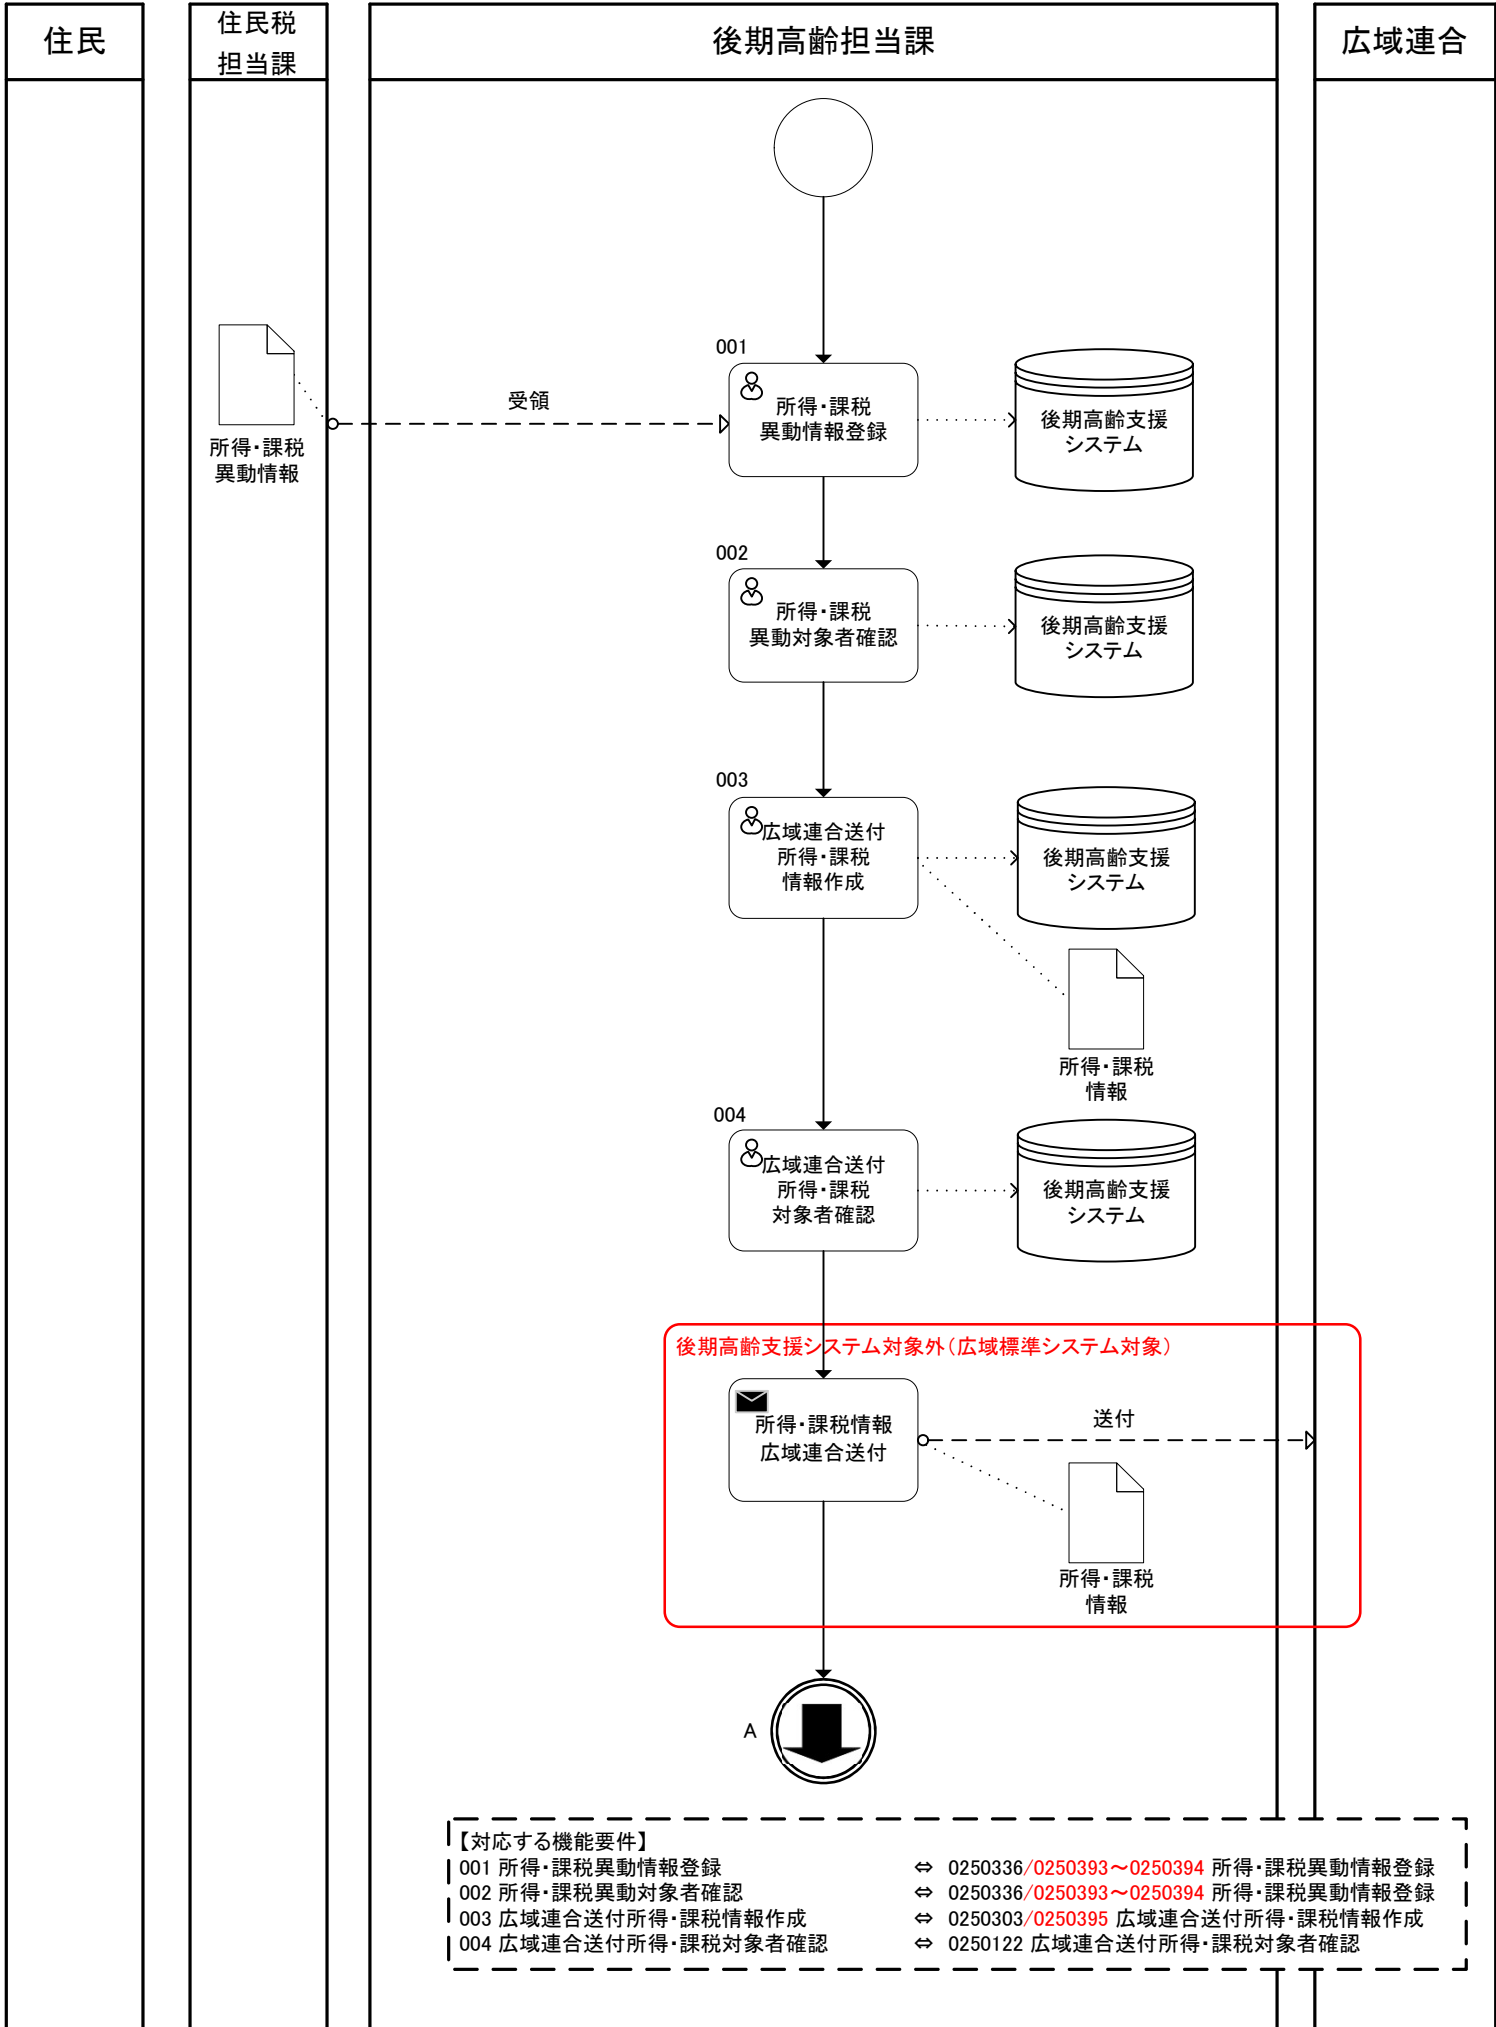 住民
住民税
担当課
後期高齢担当課
広域連合
001
所得・課税
異動情報
受領
所得・課税
異動情報登録
後期高齢支援
システム
002
所得・課税
異動対象者確認
後期高齢支援
システム
003
広域連合送付
所得・課税
情報作成
後期高齢支援
システム
所得・課税
情報
004
広域連合送付
所得・課税
対象者確認
後期高齢支援
システム
後期高齢支援システム対象外（広域標準システム対象）
所得・課税情報
広域連合送付
送付
所得・課税
情報
A
【対応する機能要件】
001 所得・課税異動情報登録 ⇔ 0250336/0250393～0250394 所得・課税異動情報登録
002 所得・課税異動対象者確認 ⇔ 0250336/0250393～0250394 所得・課税異動情報登録
003 広域連合送付所得・課税情報作成 ⇔ 0250303/0250395 広域連合送付所得・課税情報作成
004 広域連合送付所得・課税対象者確認 ⇔ 0250122 広域連合送付所得・課税対象者確認